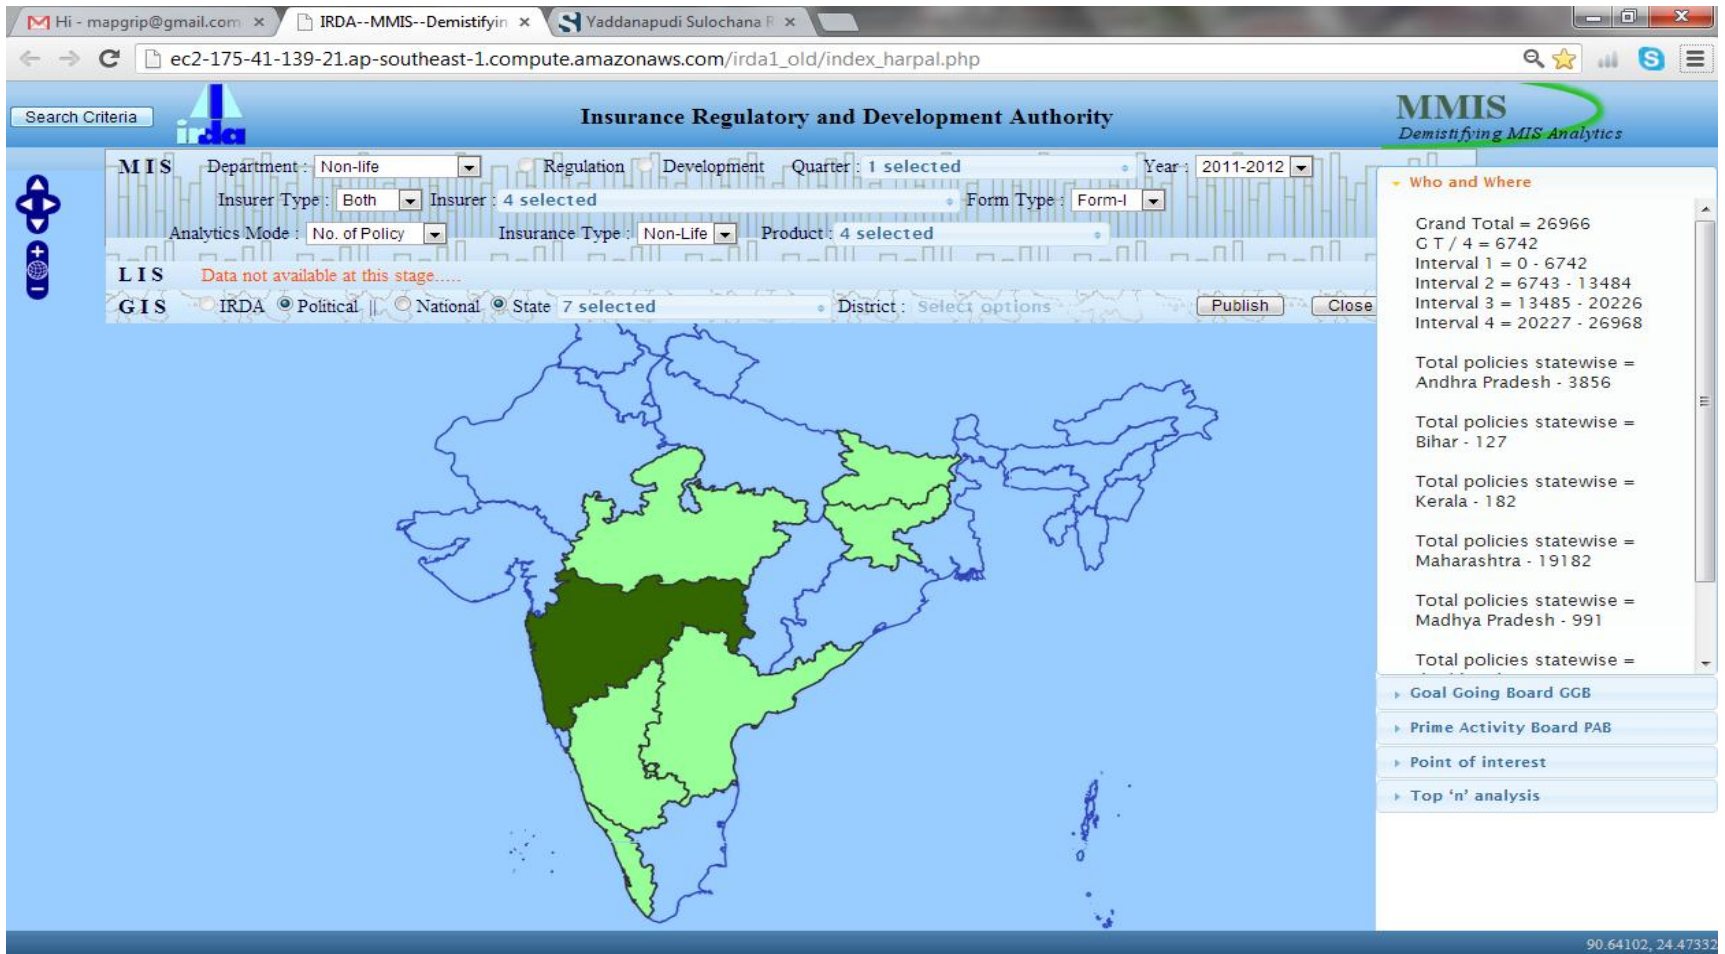 Hi - mapgrip@gmail.com
IRDA--MMIS--Demistifyin
Yaddanapudi Sulochana R
ec2-175-41-139-21.ap-southeast-1.compute.amazonaws.com/irda1_old/index_harpal.php
Search Criteria
irda
Insurance Regulatory and Development Authority
MMIS
Demistifying MIS Analytics
MIS Department : Non-life Regulation Development Quarter : 1 selected Year : 2011-2012
Insurer Type : Both Insurer : 4 selected Form Type : Form-I
Analytics Mode : No. of Policy Insurance Type : Non-Life Product : 4 selected
LIS Data not available at this stage.....
GIS IRDA Political || National State 7 selected District : Select options Publish Close
Who and Where
Grand Total = 26966
G T / 4 = 6742
Interval 1 = 0 - 6742
Interval 2 = 6743 - 13484
Interval 3 = 13485 - 20226
Interval 4 = 20227 - 26968
Total policies statewise =
Andhra Pradesh - 3856
Total policies statewise =
Bihar - 127
Total policies statewise =
Kerala - 182
Total policies statewise =
Maharashtra - 19182
Total policies statewise =
Madhya Pradesh - 991
Total policies statewise =
Goal Going Board GGB
Prime Activity Board PAB
Point of interest
Top ‘n’ analysis
90.64102, 24.47332